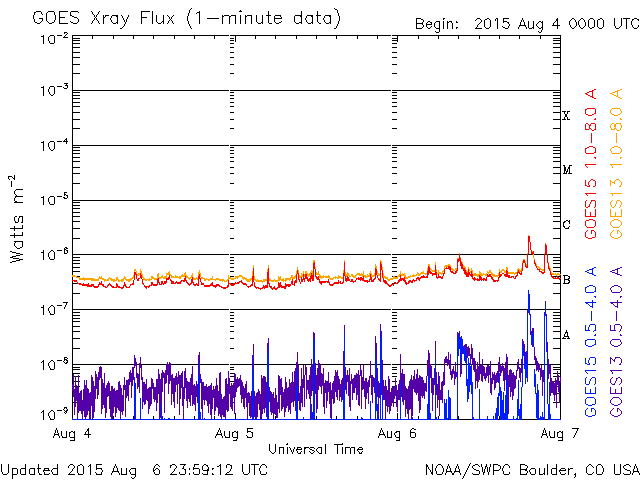 GOES Xray Flux (1-minute data)
Begin: 2015 Aug 4 0000 UTC
10-2
10-3
10-4
10-5
10-6
10-7
10-8
10-9
Watts m-2
X
M
C
B
A
GOES15 1.0-8.0 A
GOES13 1.0-8.0 A
GOES15 0.5-4.0 A
GOES13 0.5-4.0 A
Aug 4
Aug 5
Aug 6
Aug 7
Universal Time
Updated 2015 Aug 6 23:59:12 UTC
NOAA/SWPC Boulder, CO USA